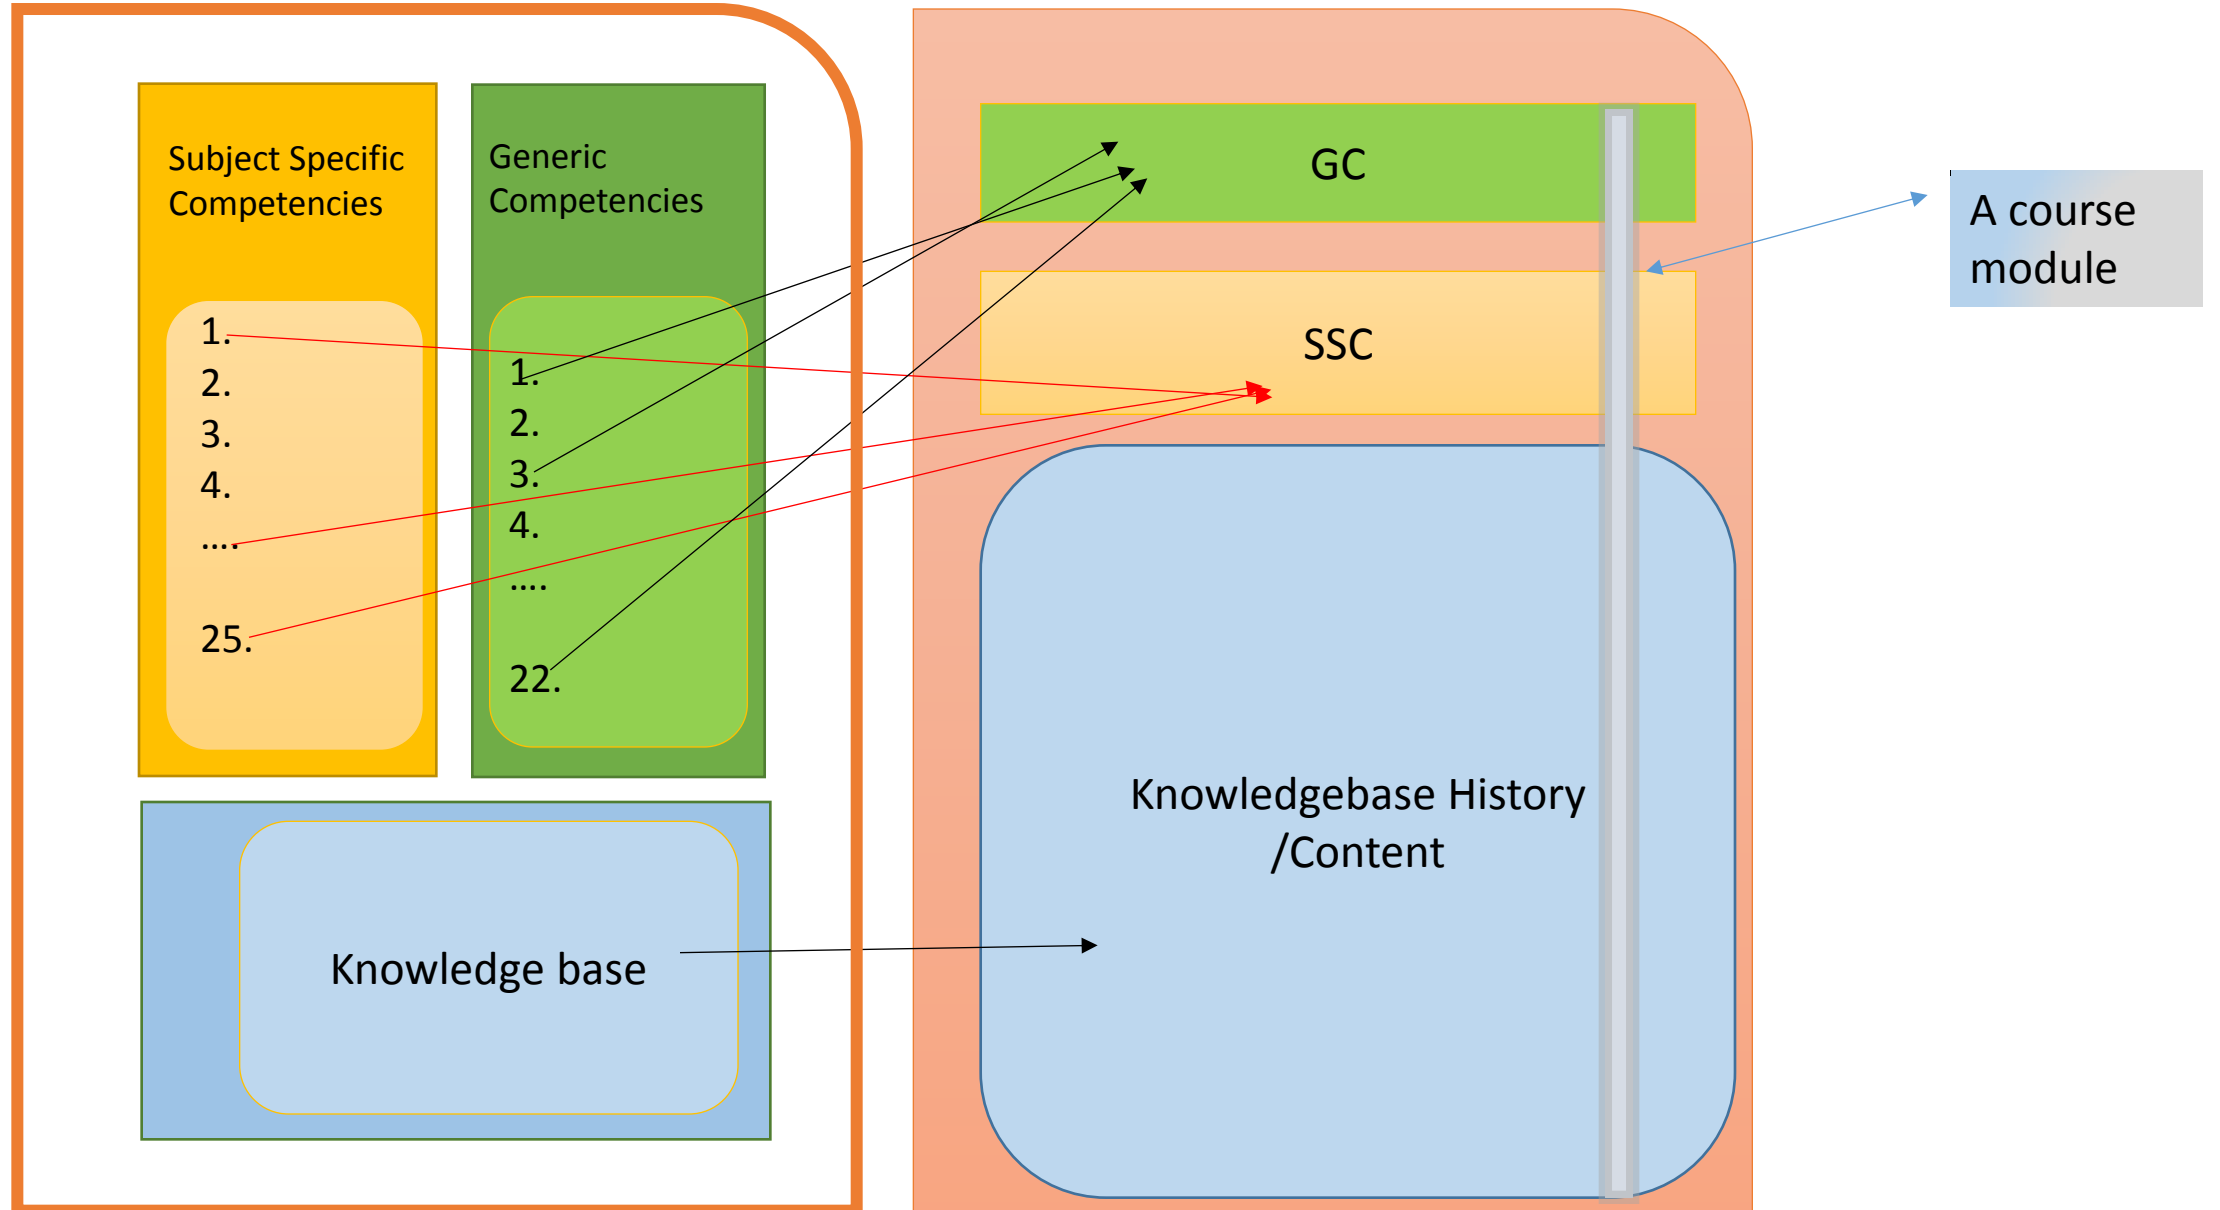 Subject Specific
Competencies
1.
2.
3.
4.
....
25.
Generic
Competencies
1.
2.
3.
4.
....
22.
Knowledge base
GC
SSC
Knowledgebase History
/Content
A course
module